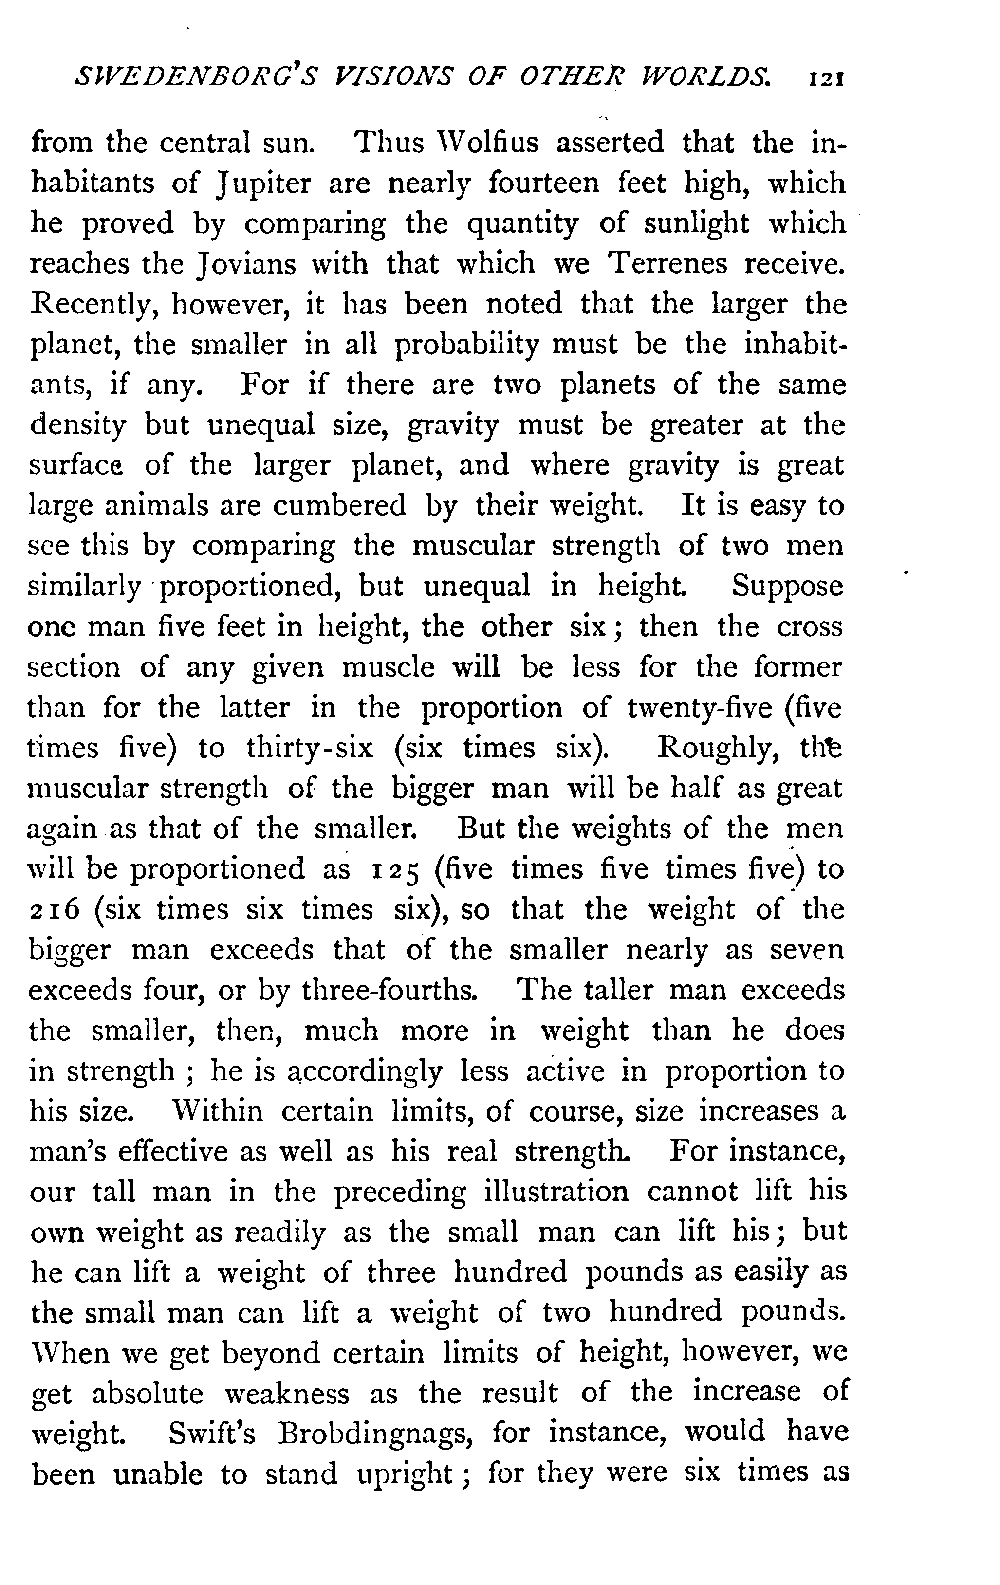 SWEDENBORG'S VISIONS OF OTHER WORLDS. 121
from the central sun. Thus Wolfius asserted that the in-
habitants of Jupiter are nearly fourteen feet high, which
he proved by comparing the quantity of sunlight which
reaches the Jovians with that which we Terrenes receive.
Recently, however, it has been noted that the larger the
planet, the smaller in all probability must be the inhabit-
ants, if any. For if there are two planets of the same
density but unequal size, gravity must be greater at the
surface of the larger planet, and where gravity is great
large animals are cumbered by their weight. It is easy to
see this by comparing the muscular strength of two men
similarly proportioned, but unequal in height. Suppose
one man five feet in height, the other six; then the cross
section of any given muscle will be less for the former
than for the latter in the proportion of twenty-five (five
times five) to thirty-six (six times six). Roughly, the
muscular strength of the bigger man will be half as great
again as that of the smaller. But the weights of the men
will be proportioned as 125 (five times five times five) to
216 (six times six times six), so that the weight of the
bigger man exceeds that of the smaller nearly as seven
exceeds four, or by three-fourths. The taller man exceeds
the smaller, then, much more in weight than he does
in strength; he is accordingly less active in proportion to
his size. Within certain limits, of course, size increases a
man's effective as well as his real strength. For instance,
our tall man in the preceding illustration cannot lift his
own weight as readily as the small man can lift his; but
he can lift a weight of three hundred pounds as easily as
the small man can lift a weight of two hundred pounds.
When we get beyond certain limits of height, however, we
get absolute weakness as the result of the increase of
weight. Swift's Brobdingnags, for instance, would have
been unable to stand upright; for they were six times as